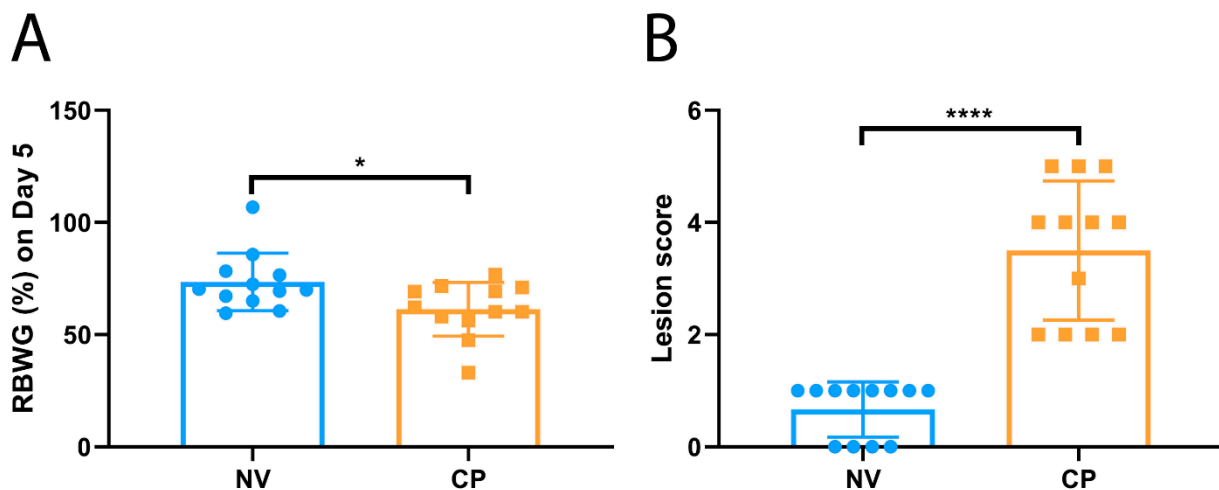 A
RBWG (%) on Day 5
150
100
50
0
*
NV
CP
B
Lesion score
6
4
2
0
****
NV
CP